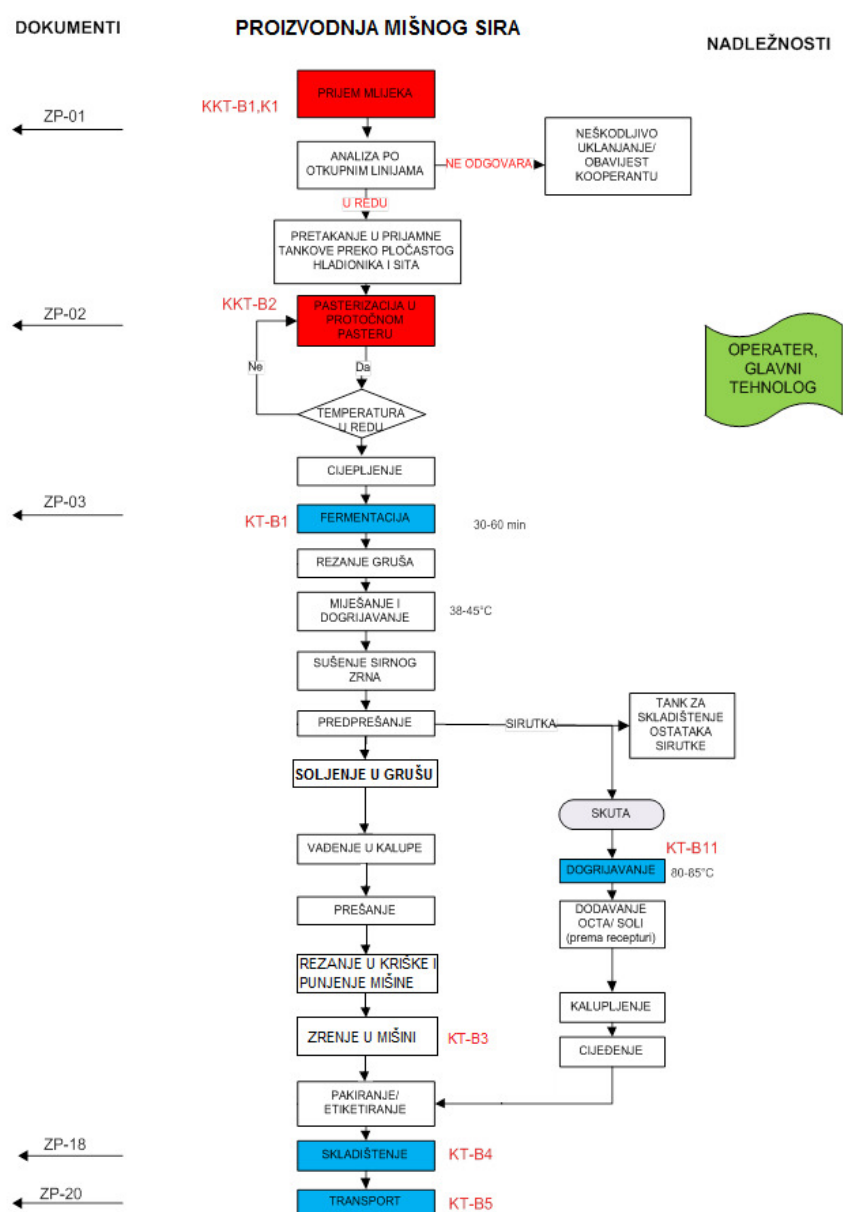 DOKUMENTI
PROIZVODNJA MIŠNOG SIRA
NADLEŽNOSTI
PRIJEM MLIJEKA
KKT-B1,K1
ZP-01
ANALIZA PO
OTKUPNIM LINIJAMA
NE ODGOVARA
NEŠKODLJIVO
UKLANJANJE/
OBAVIJEST
KOOPERANTU
U REDU
PRETAKANJE U PRIJAMNE
TANKOVE PREKO PLOČASTOG
HLADIONIKA I SITA
ZP-02
KKT-B2
PASTERIZACIJA U
PROTOČNOM
PASTERU
OPERATER,
GLAVNI
TEHNOLOG
Ne
Da
TEMPERATURA
U REDU
CIJEPLJENJE
ZP-03
KT-B1
FERMENTACIJA
30-60 min
REZANJE GRUŠA
MIJEŠANJE I
DOGRIJAVANJE
38-45°C
SUŠENJE SIRNOG
ZRNA
PREDPREŠANJE
SIRUTKA
TANK ZA
SKLADIŠTENJE
OSTATAKA
SIRUTKE
SOLJENJE U GRUŠU
SKUTA
VAĐENJE U KALUPE
KT-B11
DOGRIJAVANJE
80-85°C
PREŠANJE
DODAVANJE
OCTA/ SOLI
(prema recepturi)
REZANJE U KRIŠKE I
PUNJENJE MIŠINE
KALUPLJENJE
ZRENJE U MIŠINI
KT-B3
CIJEĐENJE
PAKIRANJE/
ETIKETIRANJE
ZP-18
SKLADIŠTENJE
KT-B4
ZP-20
TRANSPORT
KT-B5